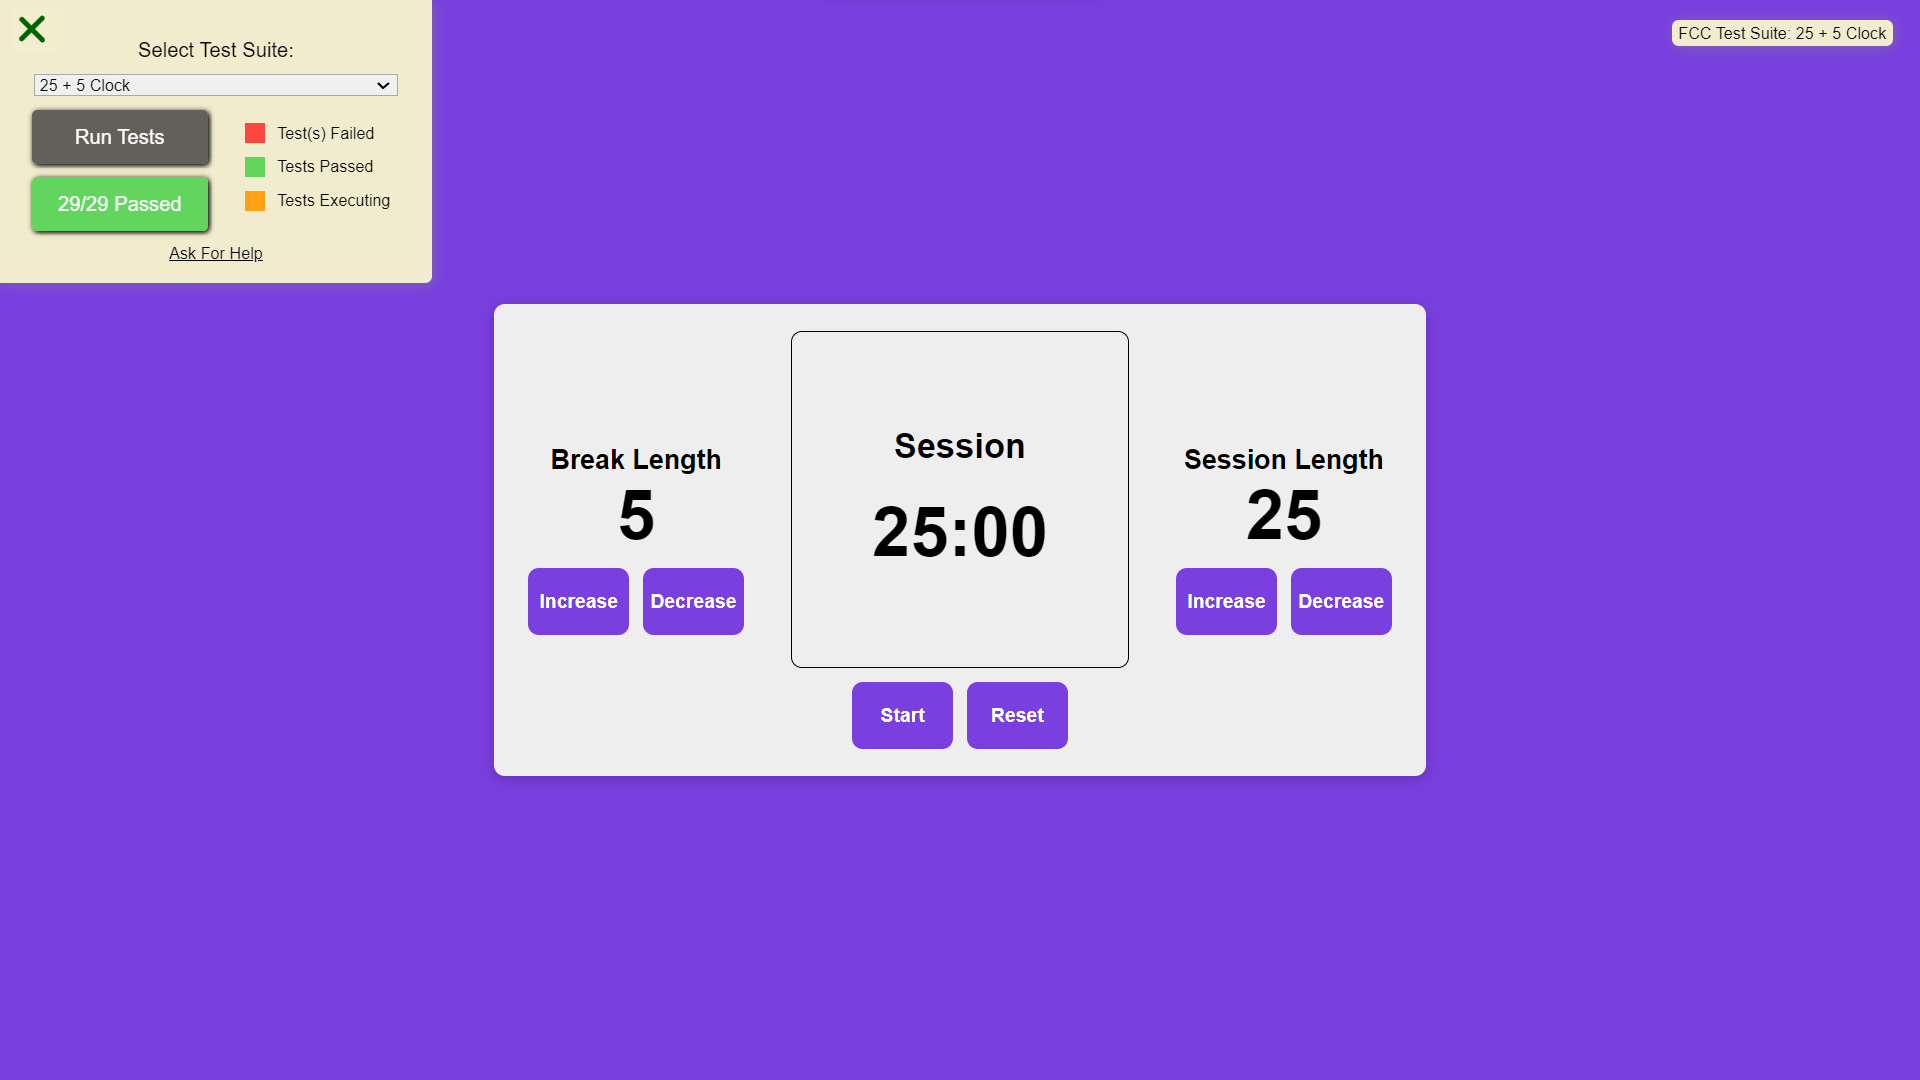 Select Test Suite:
25 + 5 Clock
Run Tests
29/29 Passed
Test(s) Failed
Tests Passed
Tests Executing
Ask For Help
FCC Test Suite: 25 + 5 Clock
Break Length
5
Increase Decrease
Session
25:00
Session Length
25
Increase Decrease
Start Reset